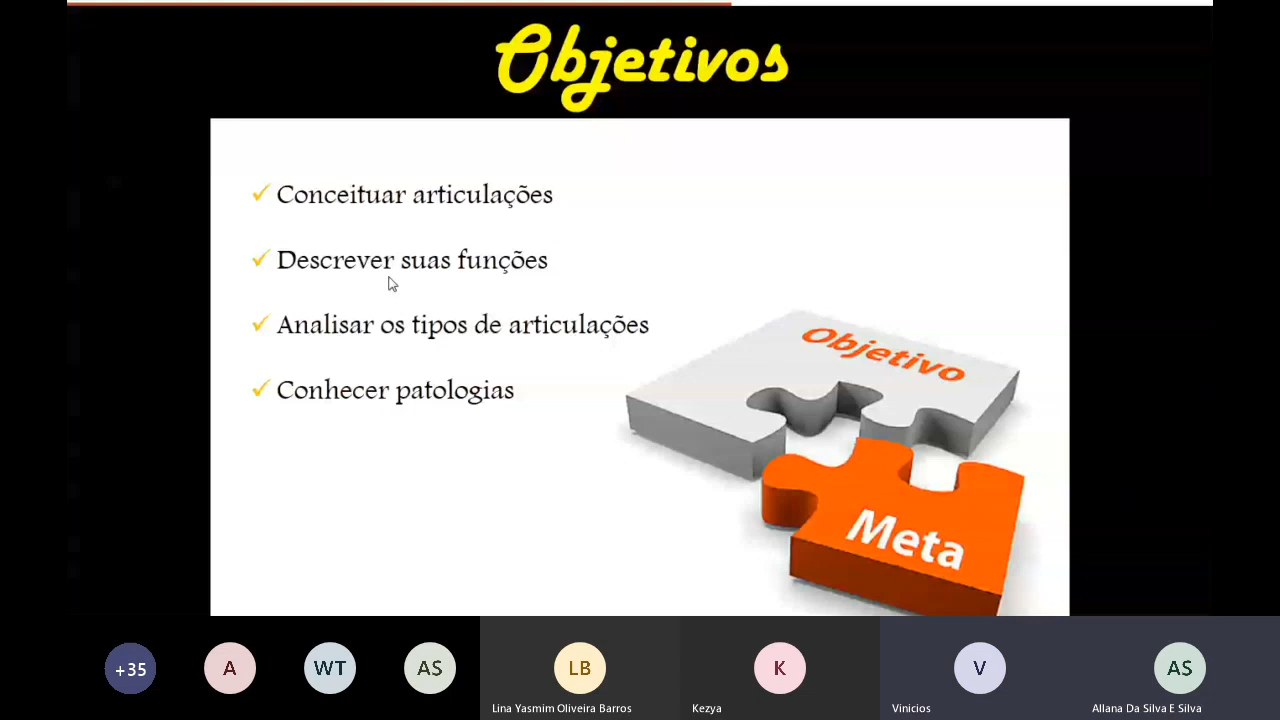 Objetivos
Conceituar articulações
Descrever suas funções
Analisar os tipos de articulações
Conhecer patologias
Objetivo
Meta
+35
A
WT
AS
LB
K
V
AS
Lina Yasmim Oliveira Barros
Kezya
Vinicios
Allana Da Silva E Silva